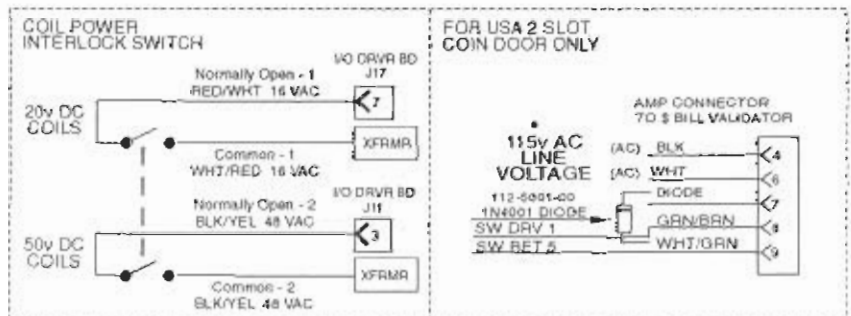 COIL POWER
INTERLOCK SWITCH
I/O DRVR BD
J17
Normally Open - 1
RED/WHT 16 VAC
7
20v DC
COILS
XFRMR
Common - 1
WHT/RED 16 VAC
I/O DRVR BD
J11
Normally Open - 2
BLK/YEL 48 VAC
3
50v DC
COILS
XFRMR
Common - 2
BLK/YEL 48 VAC
FOR USA 2 SLOT
COIN DOOR ONLY
AMP CONNECTOR
TO $ BILL VALIDATOR
115v AC
LINE
VOLTAGE
(AC) BLK
4
(AC) WHT
6
DIODE
7
112-5001-00
1N4001 DIODE
SW DRV 1
GRN/BRN
8
SW RET 5
WHT/GRN
9